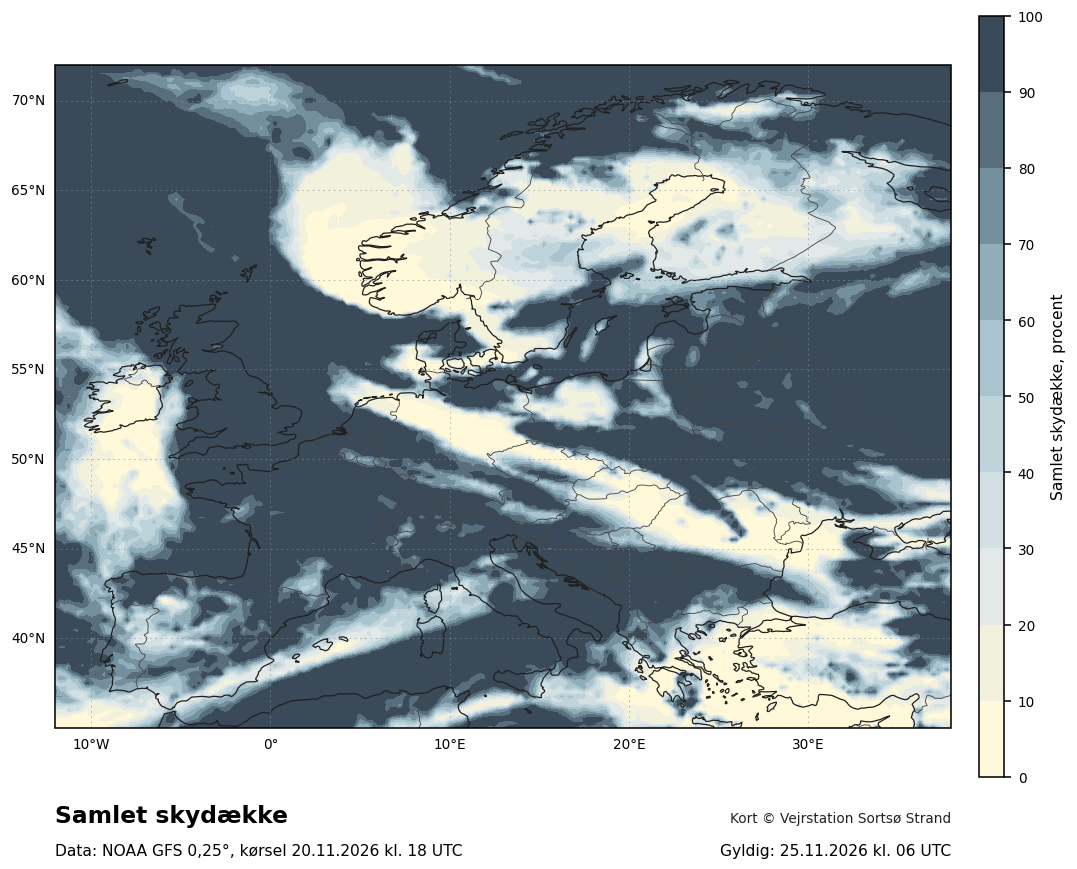 100
90
80
70
60
50
40
30
20
10
0
Samlet skydække, procent
70°N
65°N
60°N
55°N
50°N
45°N
40°N
10°W
0°
10°E
20°E
30°E
Samlet skydække
Kort © Vejrstation Sortsø Strand
Data: NOAA GFS 0,25°, kørsel 20.11.2026 kl. 18 UTC
Gyldig: 25.11.2026 kl. 06 UTC